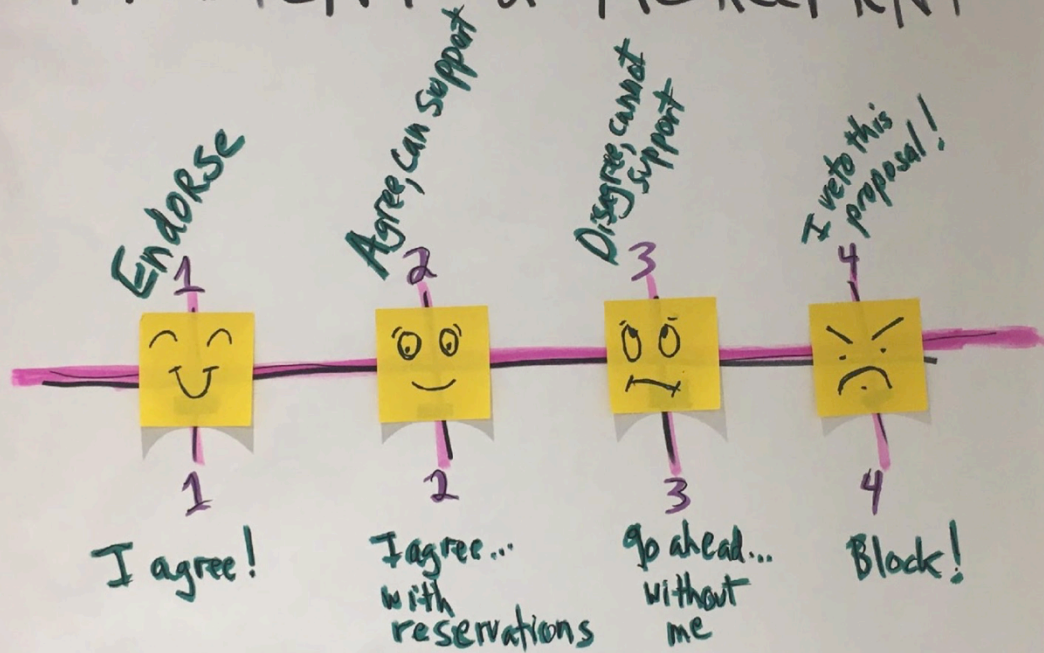 Endorse
1
Agree, can support
2
Disagree, cannot
support
3
I veto this
proposal!
4
1
I agree!
2
I agree...
with
reservations
3
go ahead...
without
me
4
Block!